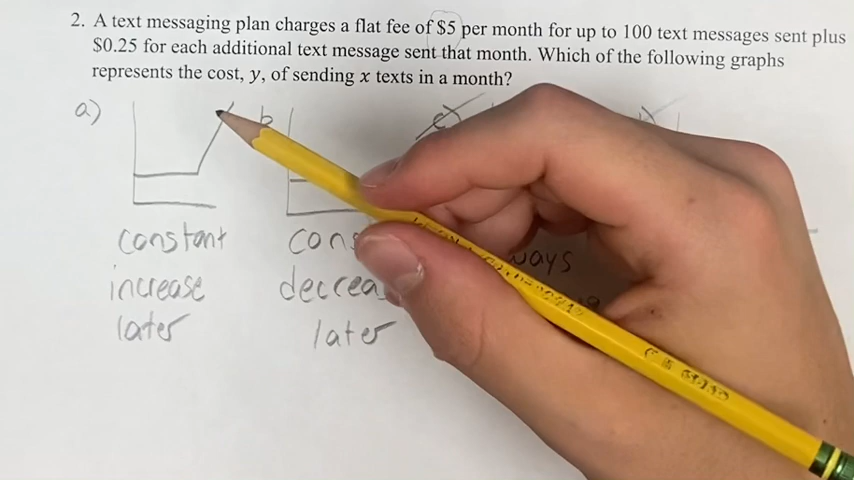 2. A text messaging plan charges a flat fee of $5 per month for up to 100 text messages sent plus
$0.25 for each additional text message sent that month. Which of the following graphs
represents the cost, y, of sending x texts in a month?
a) b c)
constant
increase
later
cons
decrea
later
ways